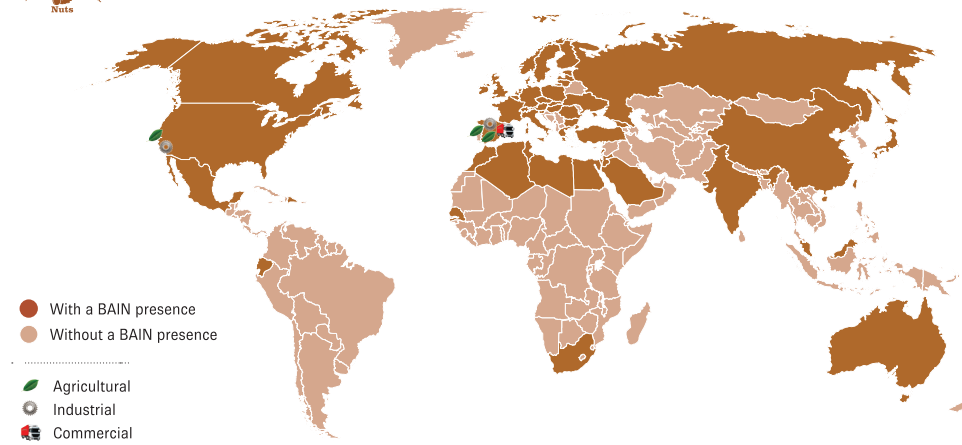 Nuts
With a BAIN presence
Without a BAIN presence
Agricultural
Industrial
Commercial